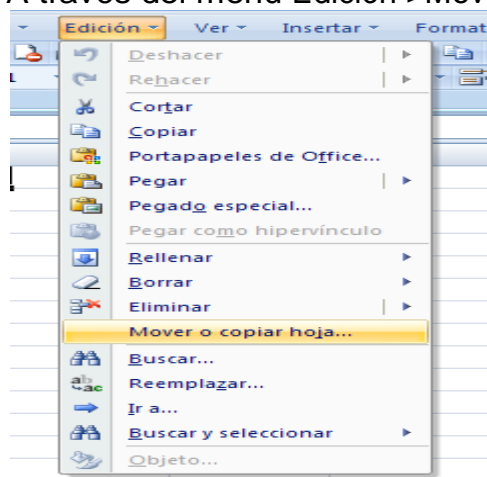 A través del menú Edición > Mov
Edición Ver Insertar Format
Deshacer
Rehacer
Cortar
Copiar
Portapapeles de Office...
Pegar
Pegado especial...
Pegar como hipervínculo
Rellenar
Borrar
Eliminar
Mover o copiar hoja...
Buscar...
Reemplazar...
Ir a...
Buscar y seleccionar
Objeto...